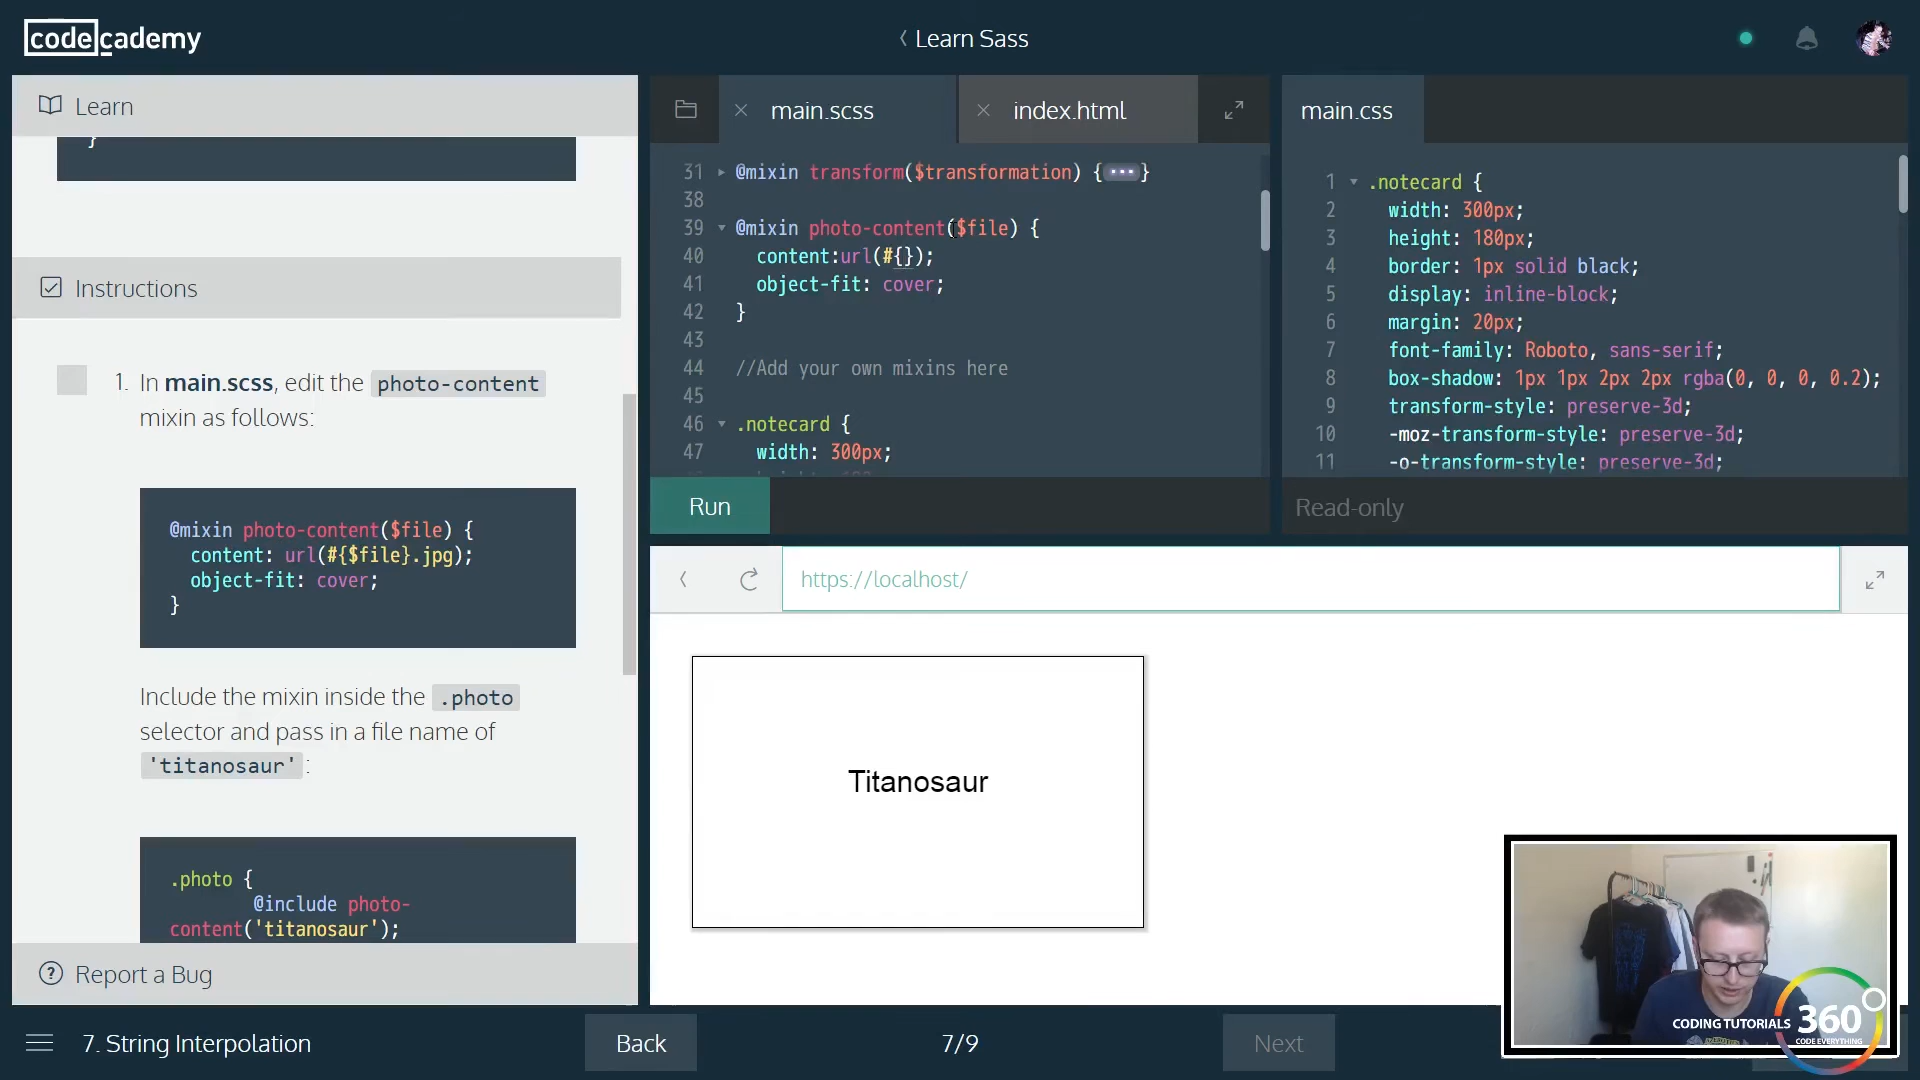 codecademy
Learn Sass
Learn
}
Instructions
1. In main.scss, edit the photo-content
mixin as follows:
@mixin photo-content($file) {
content: url(#{$file}.jpg);
object-fit: cover;
}
Include the mixin inside the .photo
selector and pass in a file name of
'titanosaur' :
.photo {
@include photo-
content('titanosaur');
Report a Bug
main.scss
index.html
31 @mixin transform($transformation) {•••}
38
39 @mixin photo-content($file) {
40 content:url(#{});
41 object-fit: cover;
42 }
43
44 //Add your own mixins here
45
46 .notecard {
47 width: 300px;
Run
main.css
1 .notecard {
2 width: 300px;
3 height: 180px;
4 border: 1px solid black;
5 display: inline-block;
6 margin: 20px;
7 font-family: Roboto, sans-serif;
8 box-shadow: 1px 1px 2px 2px rgba(0, 0, 0, 0.2);
9 transform-style: preserve-3d;
10 -moz-transform-style: preserve-3d;
11 -o-transform-style: preserve-3d;
Read-only
https://localhost/
Titanosaur
CODING TUTORIALS 360
CODE EVERYTHING
7. String Interpolation
Back
7/9
Next